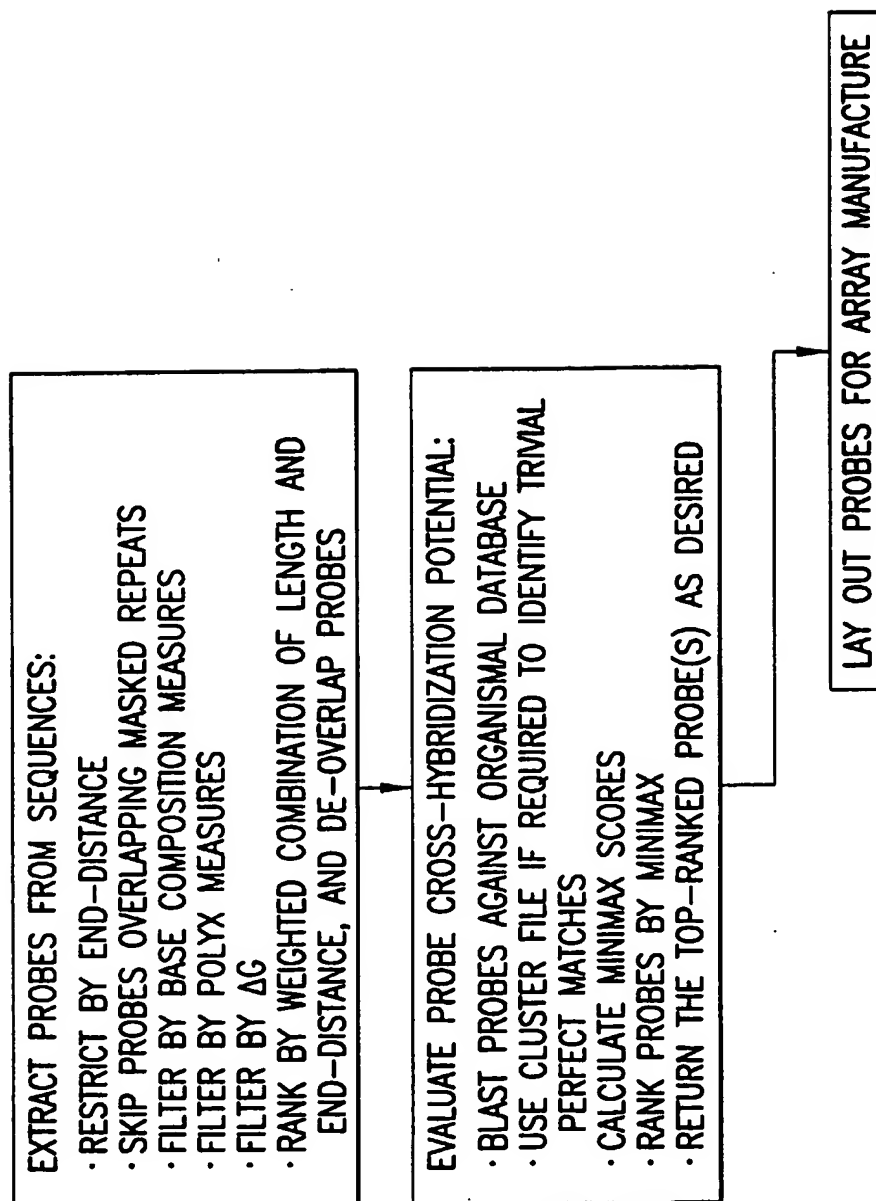 EXTRACT PROBES FROM SEQUENCES:
· RESTRICT BY END-DISTANCE
· SKIP PROBES OVERLAPPING MASKED REPEATS
· FILTER BY BASE COMPOSITION MEASURES
· FILTER BY POLYX MEASURES
· FILTER BY ΔG
· RANK BY WEIGHTED COMBINATION OF LENGTH AND
END-DISTANCE, AND DE-OVERLAP PROBES
EVALUATE PROBE CROSS-HYBRIDIZATION POTENTIAL:
· BLAST PROBES AGAINST ORGANISMAL DATABASE
· USE CLUSTER FILE IF REQUIRED TO IDENTIFY TRIVIAL
PERFECT MATCHES
· CALCULATE MINIMAX SCORES
· RANK PROBES BY MINIMAX
· RETURN THE TOP-RANKED PROBE(S) AS DESIRED
LAY OUT PROBES FOR ARRAY MANUFACTURE